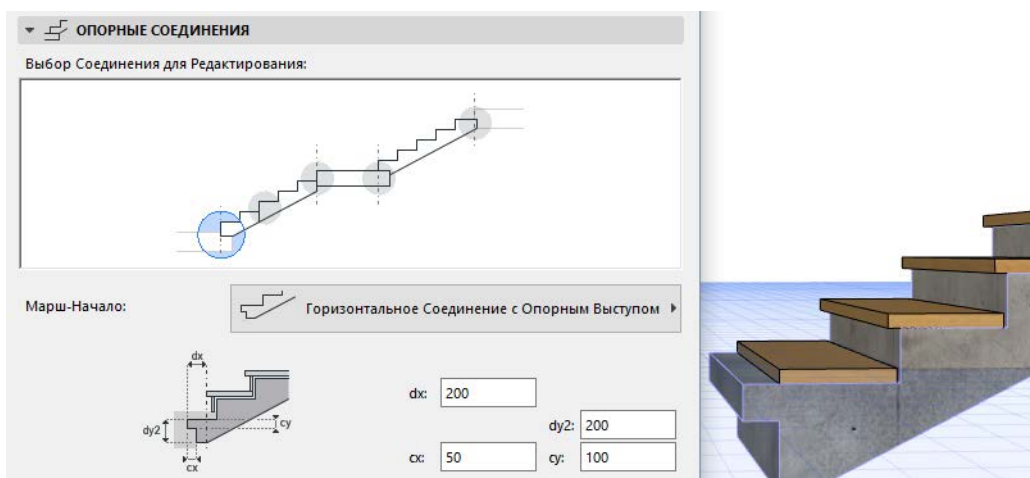 ОПОРНЫЕ СОЕДИНЕНИЯ
Выбор Соединения для Редактирования:
Марш-Начало:
Горизонтальное Соединение с Опорным Выступом
dx
dy2
cy
cx
dx: 200
dy2: 200
cx: 50 cy: 100